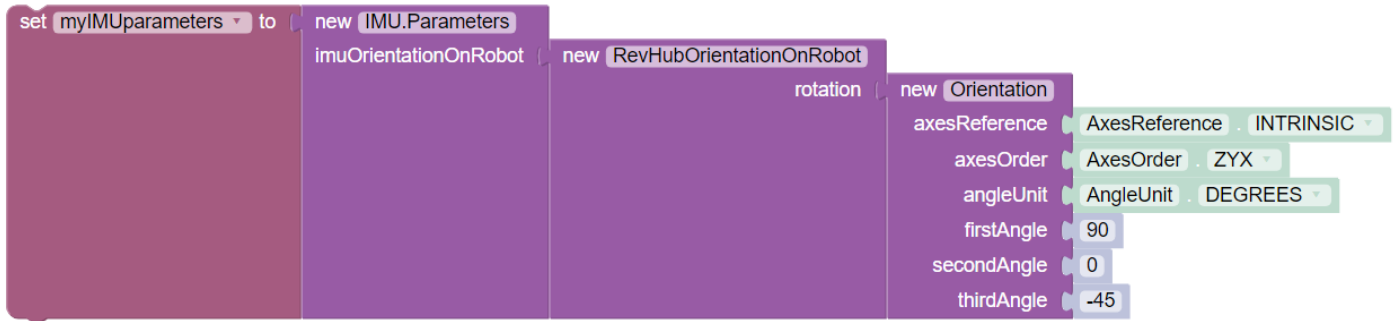 set myIMUparameters to new IMU.Parameters
imuOrientationOnRobot new RevHubOrientationOnRobot
rotation new Orientation
axesReference AxesReference . INTRINSIC
axesOrder AxesOrder . ZYX
angleUnit AngleUnit . DEGREES
firstAngle 90
secondAngle 0
thirdAngle -45